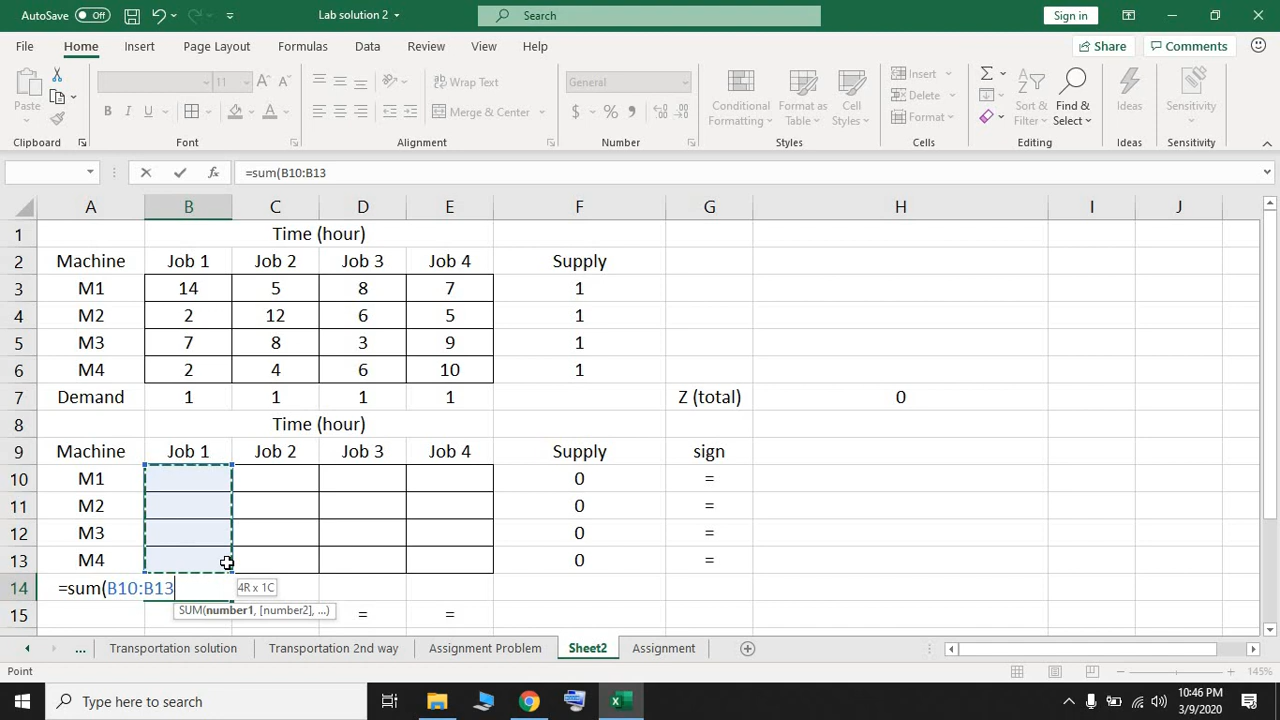 AutoSave Off Lab solution 2 Search Sign in
File Home Insert Page Layout Formulas Data Review View Help Share Comments
Paste 11 A A Wrap Text General Insert Sort & Find & Conditional Format as Cell Ideas Sensitivity
B I U A Merge & Center $ % , Delete Formatting Table Styles Filter Select
Format
Clipboard Font Alignment Number Styles Cells Editing Ideas Sensitivity
fx =sum(B10:B13
A B C D E F G H I J
1 Time (hour)
2 Machine Job 1 Job 2 Job 3 Job 4 Supply
3 M1 14 5 8 7 1
4 M2 2 12 6 5 1
5 M3 7 8 3 9 1
6 M4 2 4 6 10 1
7 Demand 1 1 1 1 Z (total) 0
8 Time (hour)
9 Machine Job 1 Job 2 Job 3 Job 4 Supply sign
10 M1 0 =
11 M2 0 =
12 M3 0 =
13 M4 0 =
14 =sum(B10:B13 4R x 1C
SUM(number1, [number2], ...)
15 = =
... Transportation solution Transportation 2nd way Assignment Problem Sheet2 Assignment
Point 145%
Type here to search 10:46 PM
3/9/2020